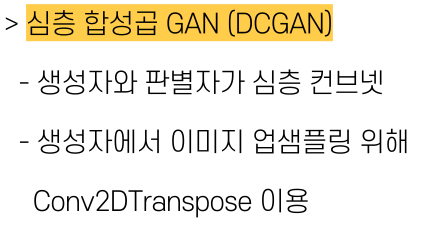 > 심층 합성곱 GAN (DCGAN)
- 생성자와 판별자가 심층 컨브넷
- 생성자에서 이미지 업샘플링 위해
Conv2DTranspose 이용